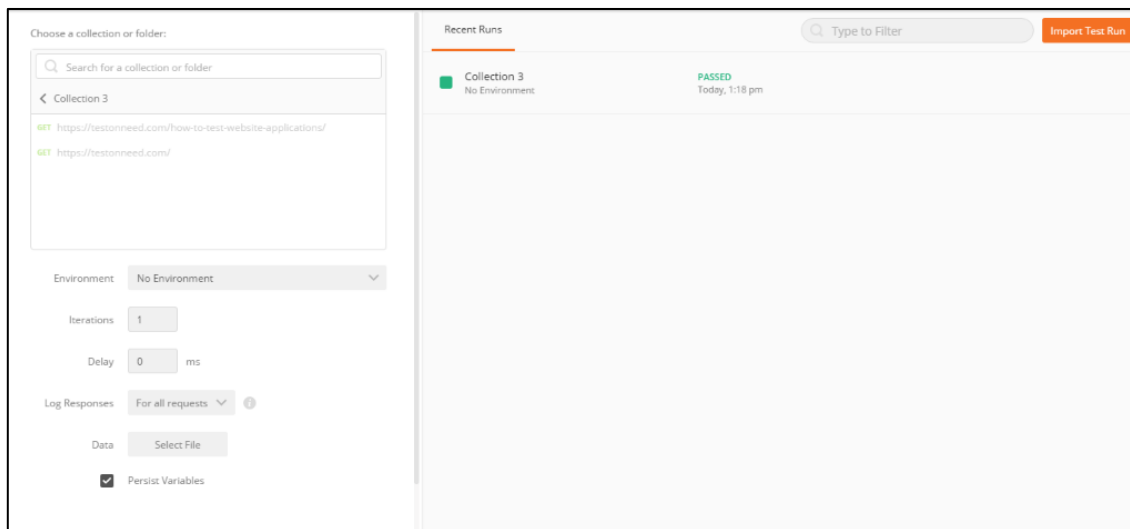 Choose a collection or folder:
Search for a collection or folder
Collection 3
GET https://testonneed.com/how-to-test-website-applications/
GET https://testonneed.com/
Environment No Environment
Iterations 1
Delay 0 ms
Log Responses For all requests
Data Select File
Persist Variables
Recent Runs
Type to Filter
Import Test Run
Collection 3 PASSED
No Environment Today, 1:18 pm